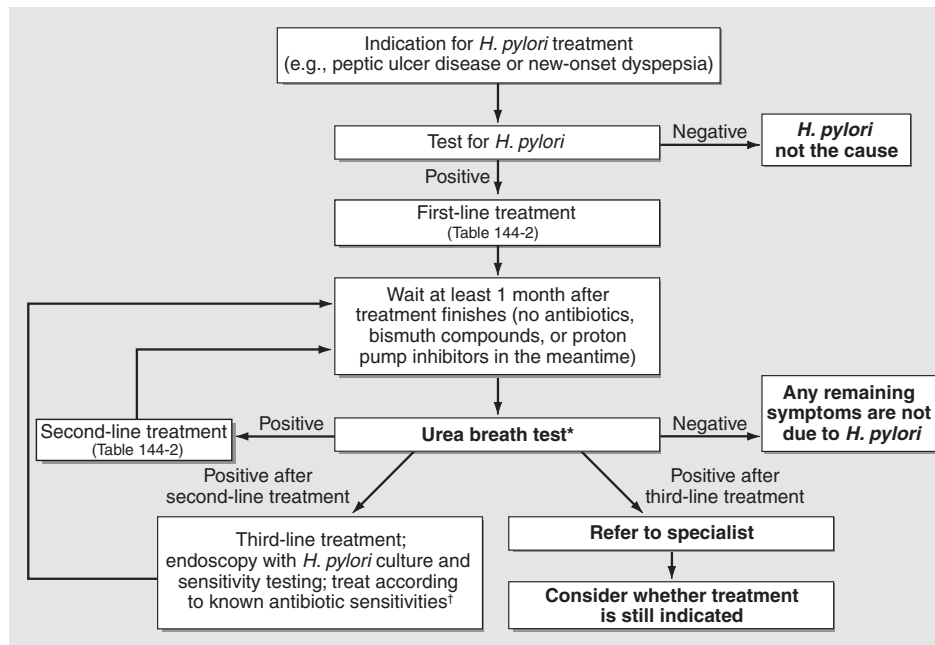 Indication for H. pylori treatment
(e.g., peptic ulcer disease or new-onset dyspepsia)
Test for H. pylori
Negative
H. pylori
not the cause
Positive
First-line treatment
(Table 144-2)
Wait at least 1 month after
treatment finishes (no antibiotics,
bismuth compounds, or proton
pump inhibitors in the meantime)
Second-line treatment
(Table 144-2)
Positive
Urea breath test*
Negative
Any remaining
symptoms are not
due to H. pylori
Positive after
second-line treatment
Positive after
third-line treatment
Third-line treatment;
endoscopy with H. pylori culture and
sensitivity testing; treat according
to known antibiotic sensitivities†
Refer to specialist
Consider whether treatment
is still indicated